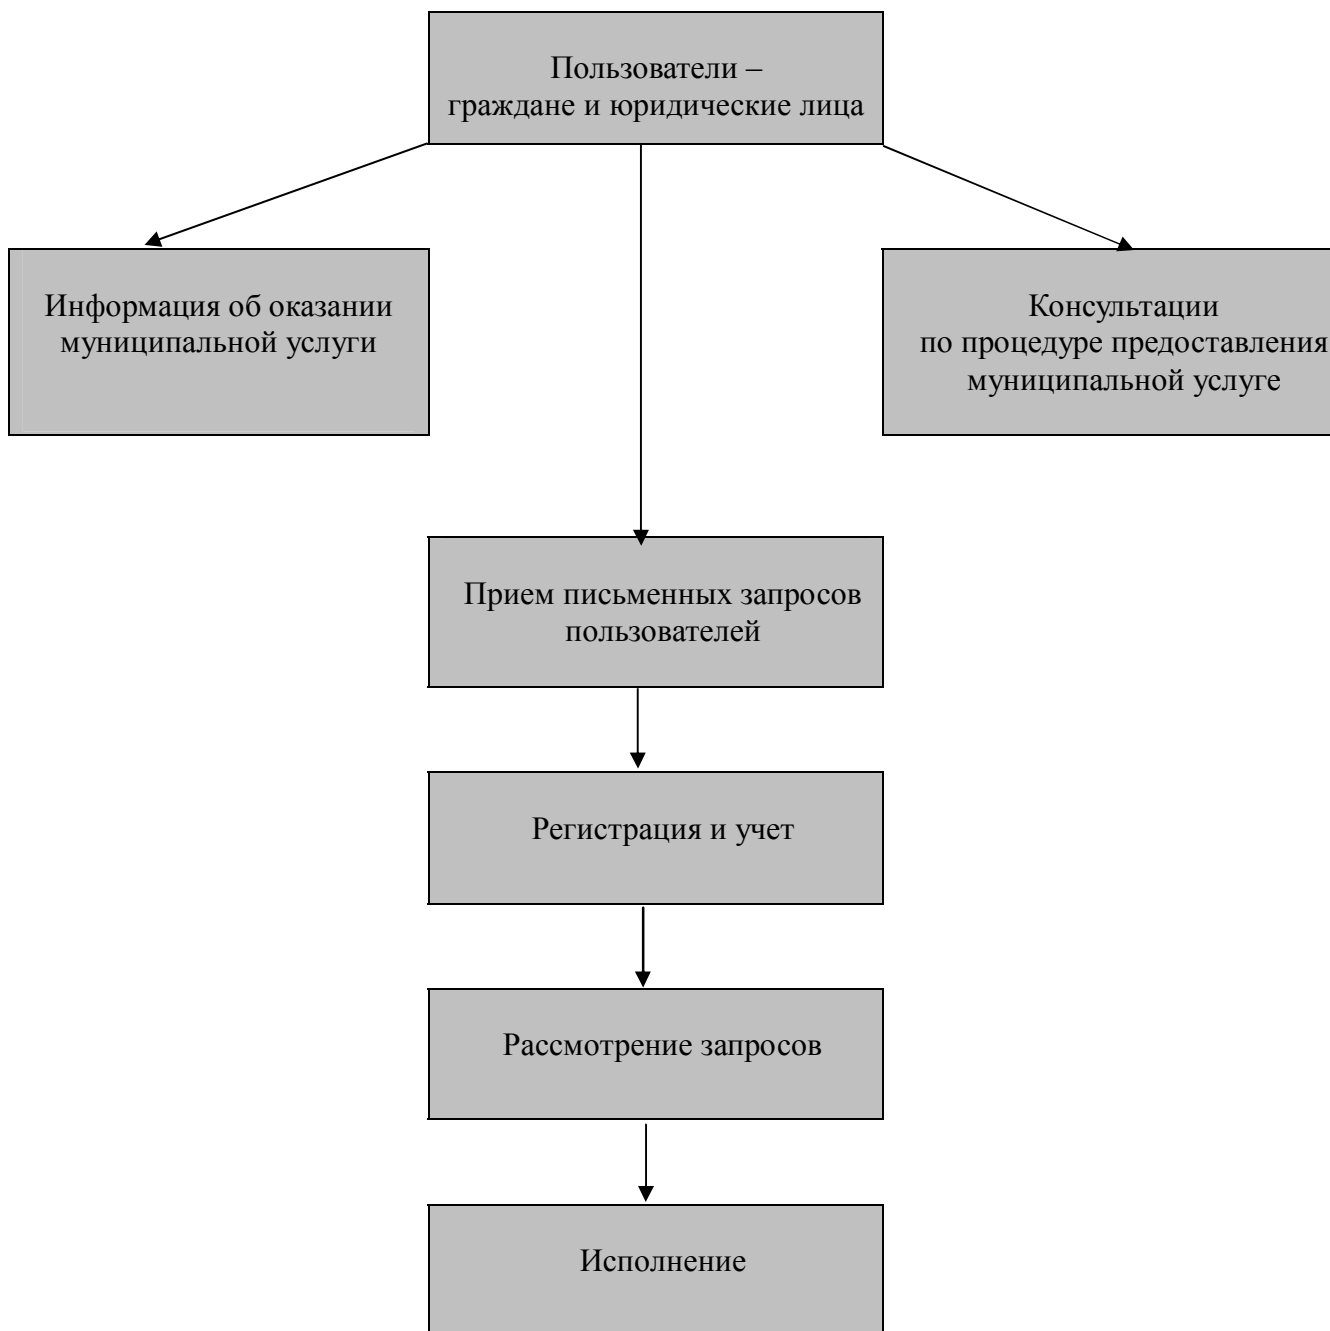 Пользователи –
граждане и юридические лица
Информация об оказании
муниципальной услуги
Консультации
по процедуре предоставления
муниципальной услуге
Прием письменных запросов
пользователей
Регистрация и учет
Рассмотрение запросов
Исполнение